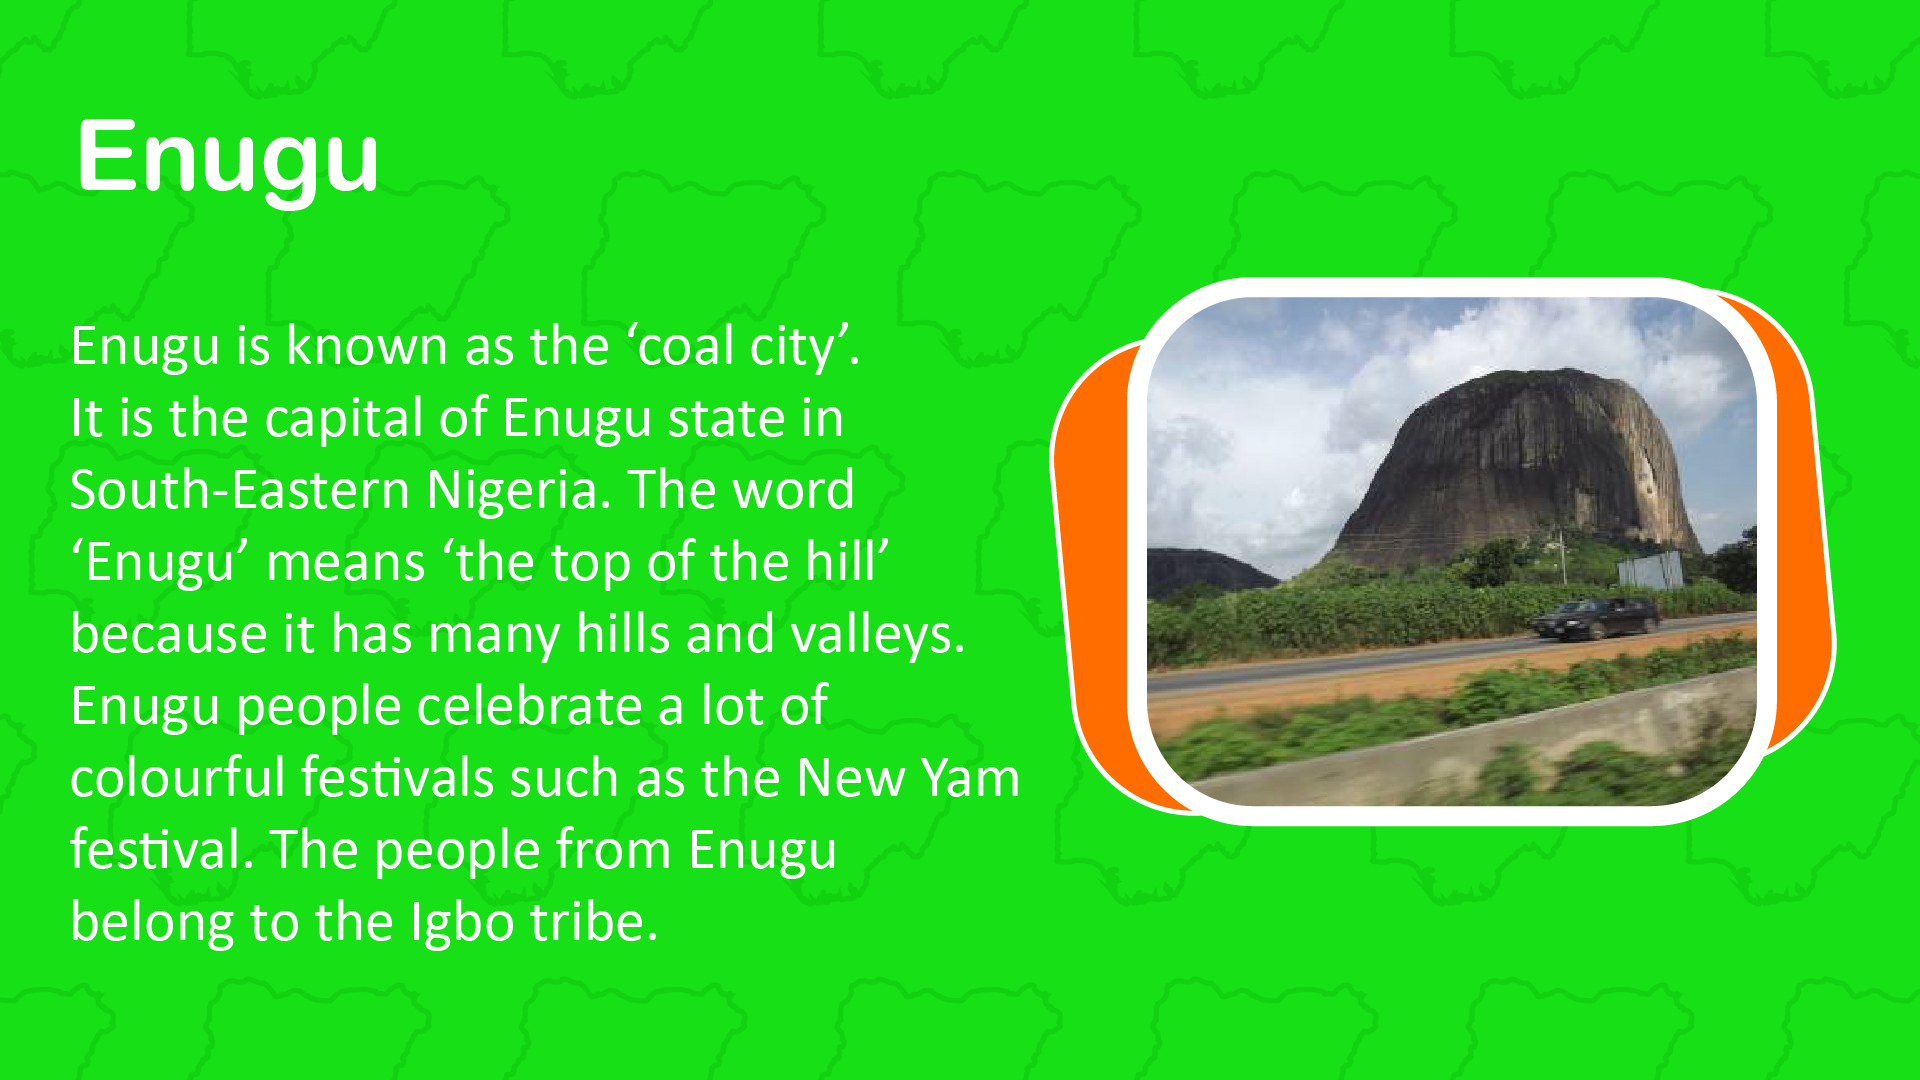 Enugu
Enugu is known as the ‘coal city’.
It is the capital of Enugu state in
South-Eastern Nigeria. The word
‘Enugu’ means ‘the top of the hill’
because it has many hills and valleys.
Enugu people celebrate a lot of
colourful festivals such as the New Yam
festival. The people from Enugu
belong to the Igbo tribe.